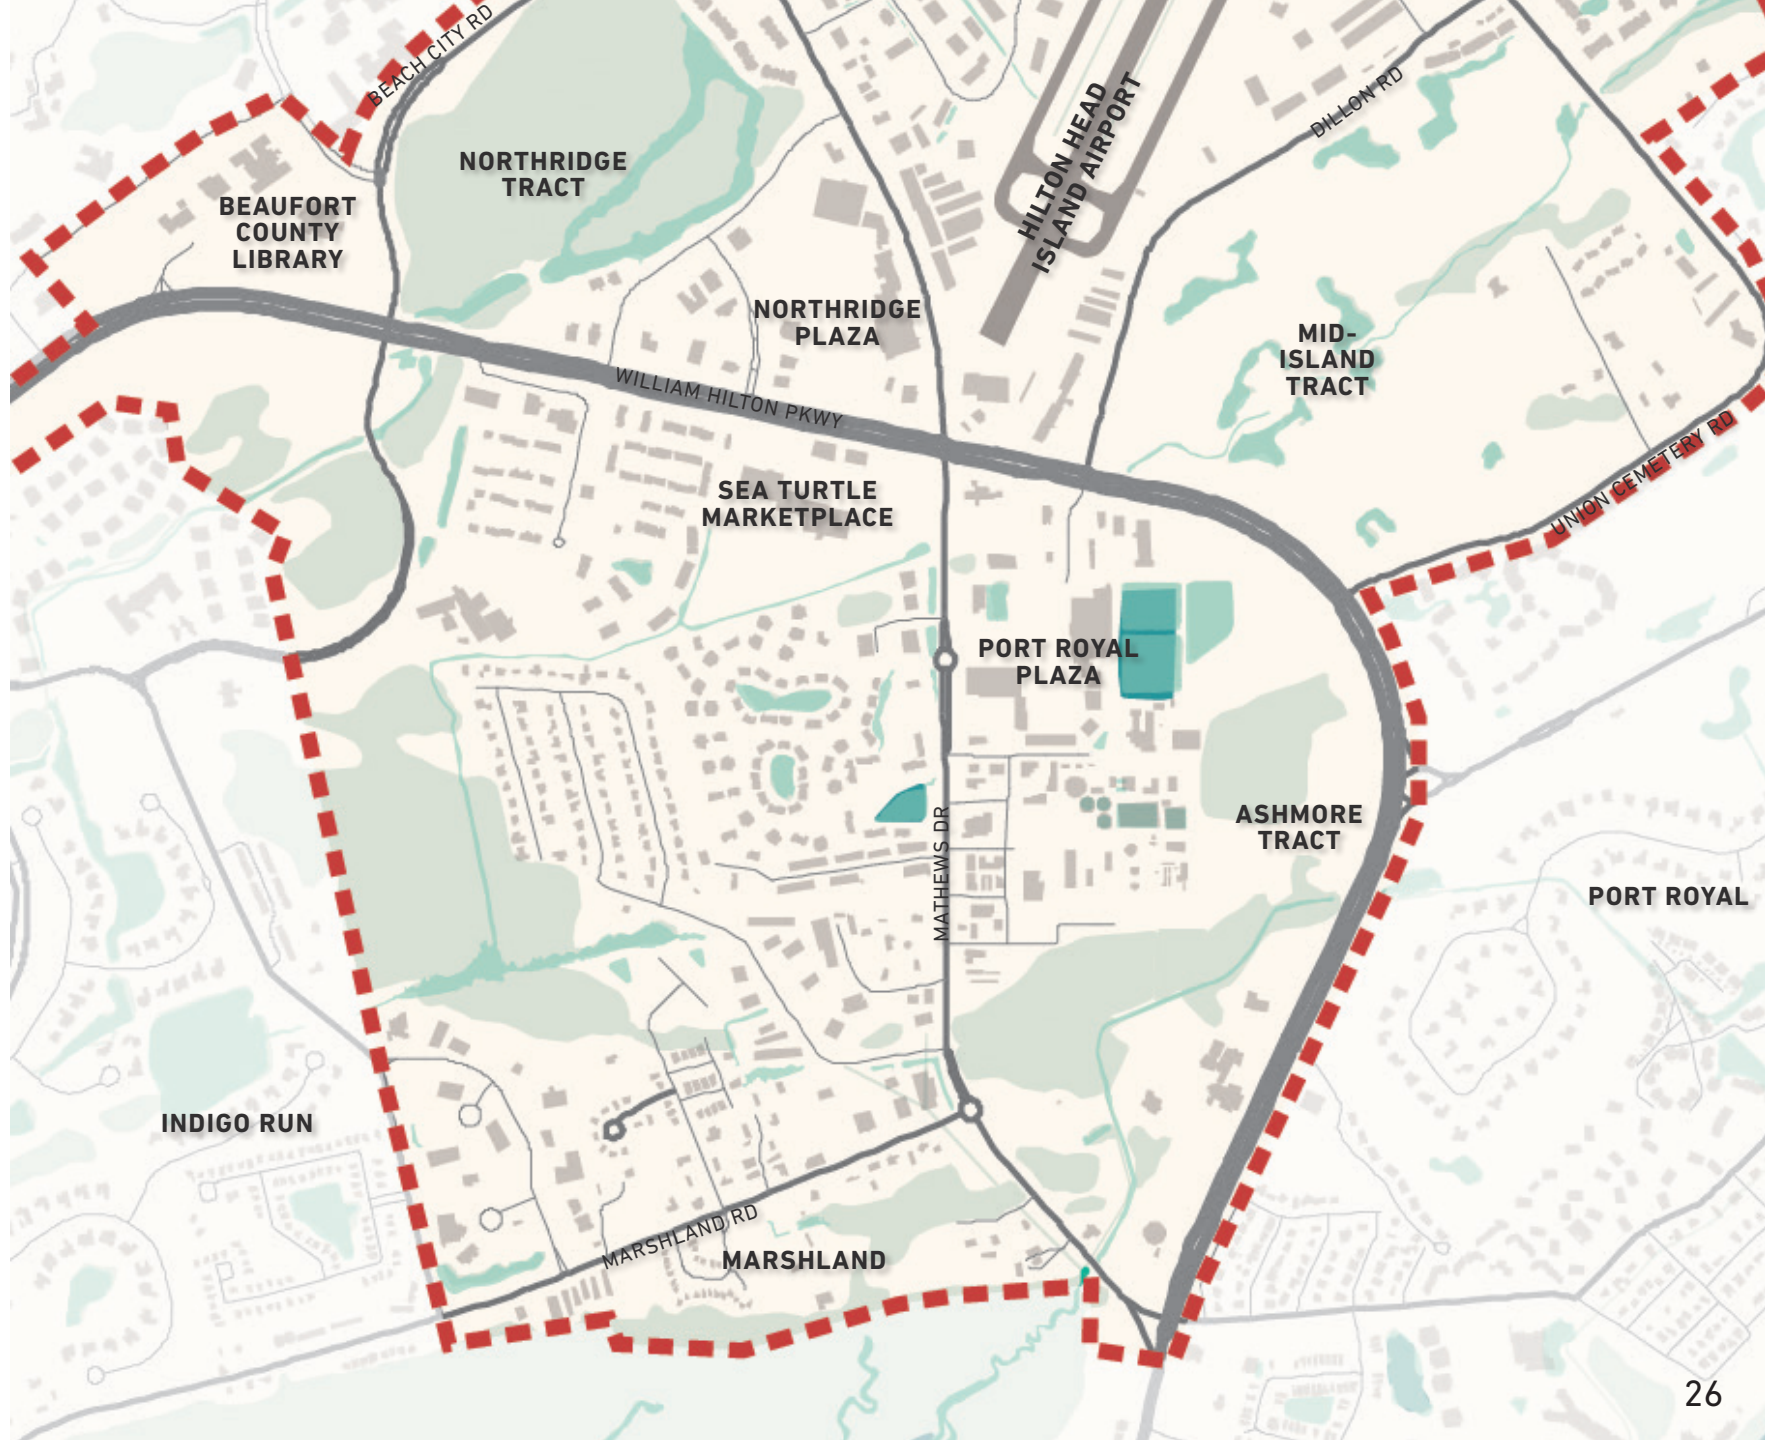 BEACH CITY RD
NORTHRIDGE
TRACT
BEAUFORT
COUNTY
LIBRARY
HILTON HEAD
ISLAND AIRPORT
DILLON RD
NORTHRIDGE
PLAZA
MID-
ISLAND
TRACT
WILLIAM HILTON PKWY
UNION CEMETERY RD
SEA TURTLE
MARKETPLACE
PORT ROYAL
PLAZA
ASHMORE
TRACT
MATHEWS DR
PORT ROYAL
INDIGO RUN
MARSHLAND RD
MARSHLAND
26